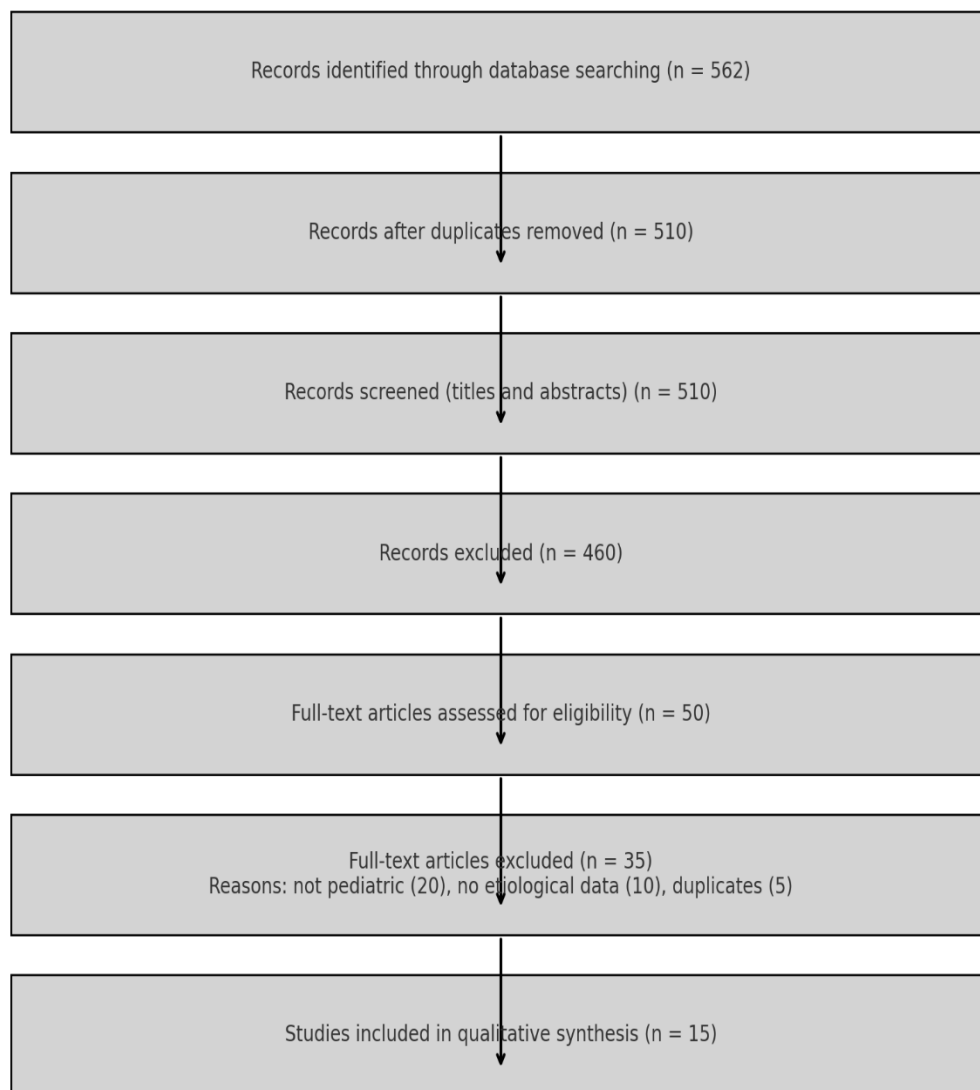 Records identified through database searching (n = 562)
Records after duplicates removed (n = 510)
Records screened (titles and abstracts) (n = 510)
Records excluded (n = 460)
Full-text articles assessed for eligibility (n = 50)
Full-text articles excluded (n = 35)
Reasons: not pediatric (20), no etiological data (10), duplicates (5)
Studies included in qualitative synthesis (n = 15)